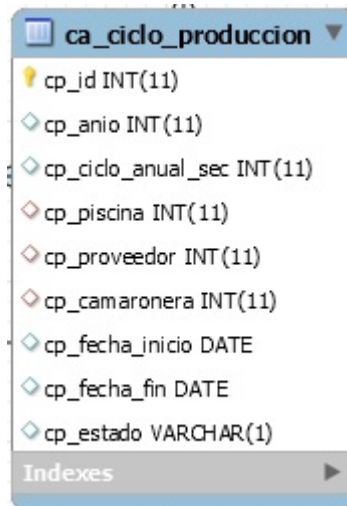 ca_ciclo_produccion
cp_id INT(11)
cp_anio INT(11)
cp_ciclo_anual_sec INT(11)
cp_piscina INT(11)
cp_proveedor INT(11)
cp_camaronera INT(11)
cp_fecha_inicio DATE
cp_fecha_fin DATE
cp_estado VARCHAR(1)
Indexes